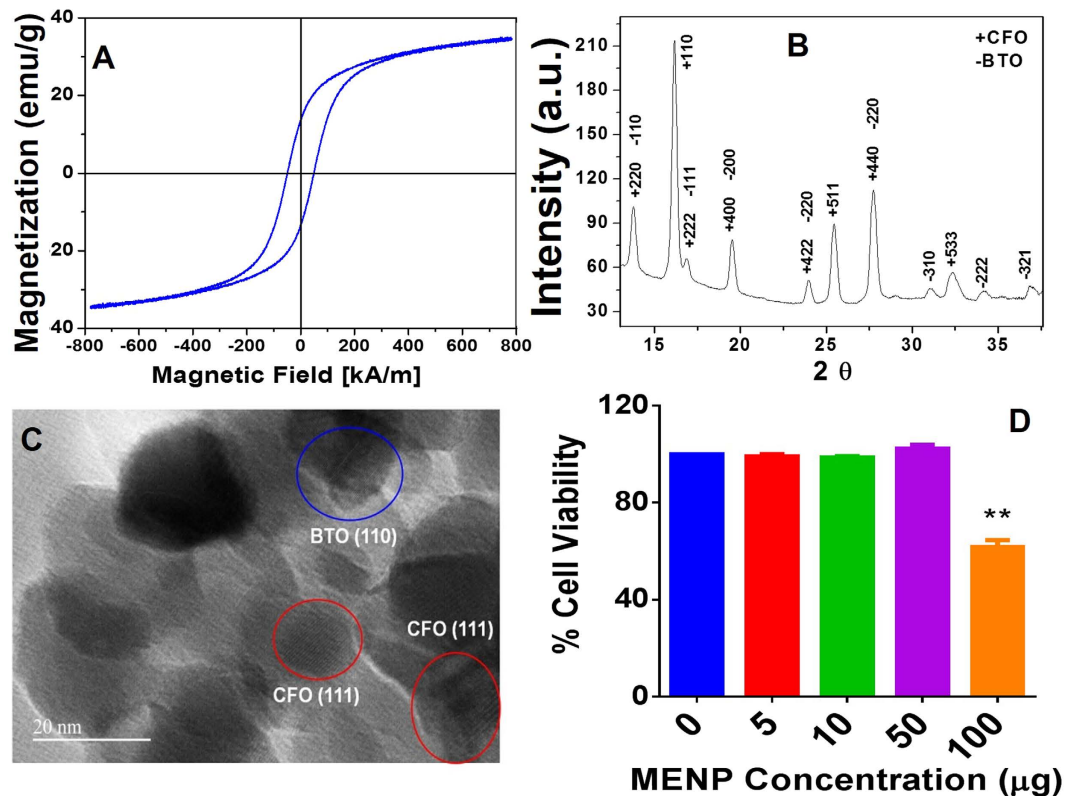 A
Magnetization (emu/g)
40
20
0
20
40
-800 -600 -400 -200 0 200 400 600 800
Magnetic Field [kA/m]
B
+CFO
-BTO
Intensity (a.u.)
210
180
150
120
90
60
30
+220 -110
+110
+222 -111
+400 -200
+422 -220
+511
+440 -220
-310
+533
-222
-321
15 20 25 30 35
2 θ
C
BTO (110)
CFO (111)
CFO (111)
20 nm
D
% Cell Viability
120
80
40
0
**
0 5 10 50 100
MENP Concentration (µg)